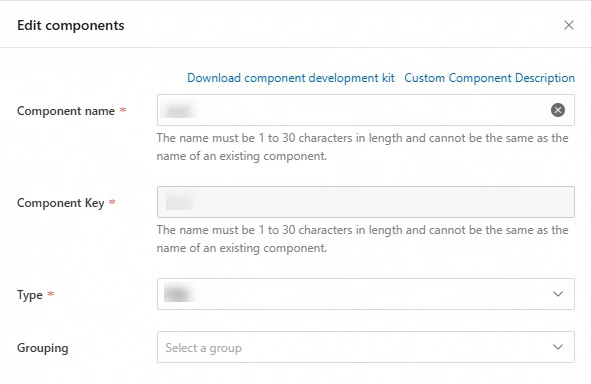 Edit components
Download component development kit Custom Component Description
Component name *
The name must be 1 to 30 characters in length and cannot be the same as the
name of an existing component.
Component Key *
The name must be 1 to 30 characters in length and cannot be the same as the
name of an existing component.
Type *
Grouping Select a group